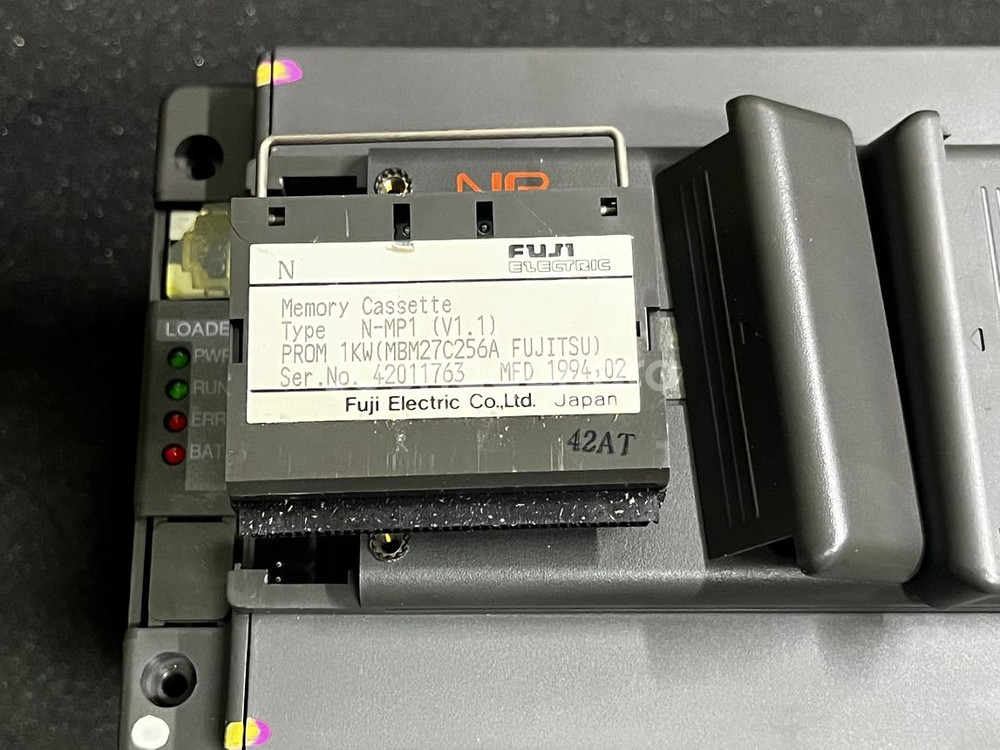 NB
N
FUJI
ELECTRIC
Memory Cassette
Type N-MP1 (V1.1)
PROM 1KW(MBM27C256A FUJITSU)
Ser.No. 42011763 MFD 1994,02
Fuji Electric Co.,Ltd. Japan
42AT
LOADE
PWR
RUN
ERR
BAT